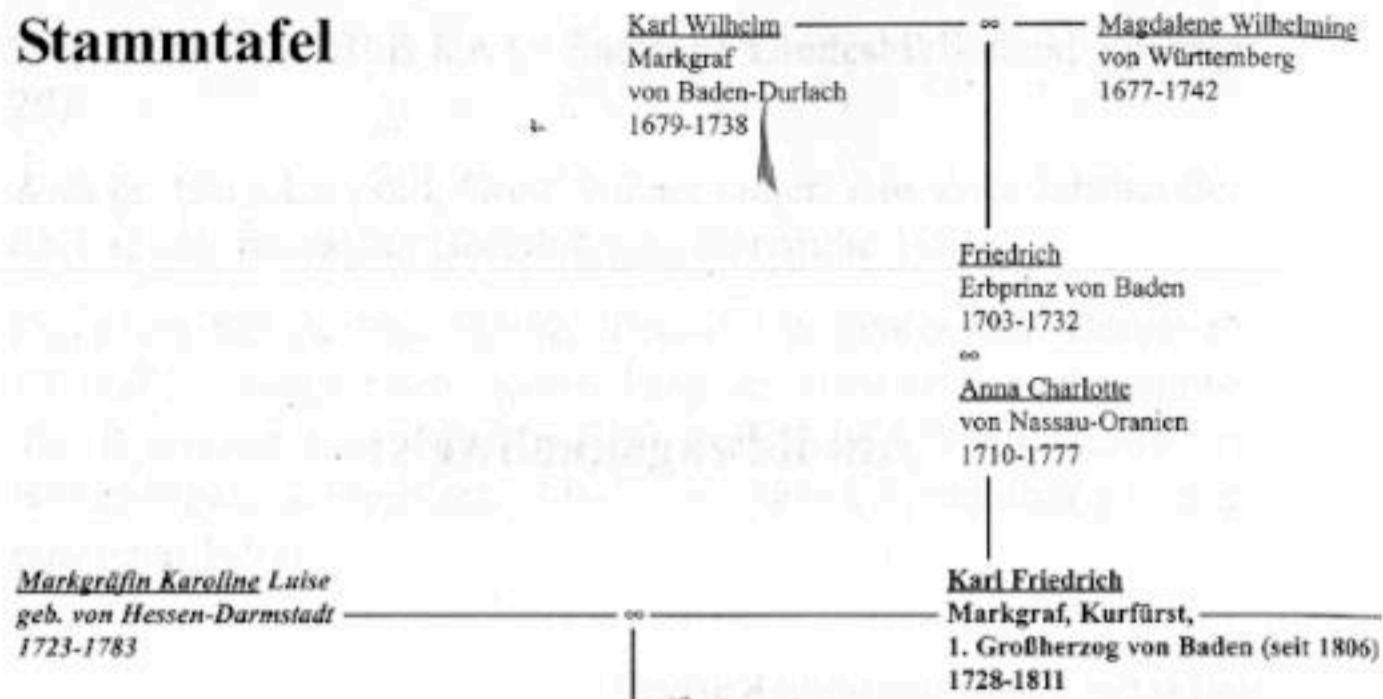 Stammtafel
Karl Wilhelm ∞ Magdalene Wilhelming
Markgraf von Württemberg
von Baden-Durlach 1677-1742
1679-1738
Friedrich
Erbprinz von Baden
1703-1732
∞
Anna Charlotte
von Nassau-Oranien
1710-1777
Markgräfin Karoline Luise
geb. von Hessen-Darmstadt ∞
1723-1783
Karl Friedrich
Markgraf, Kurfürst,
1. Großherzog von Baden (seit 1806)
1728-1811